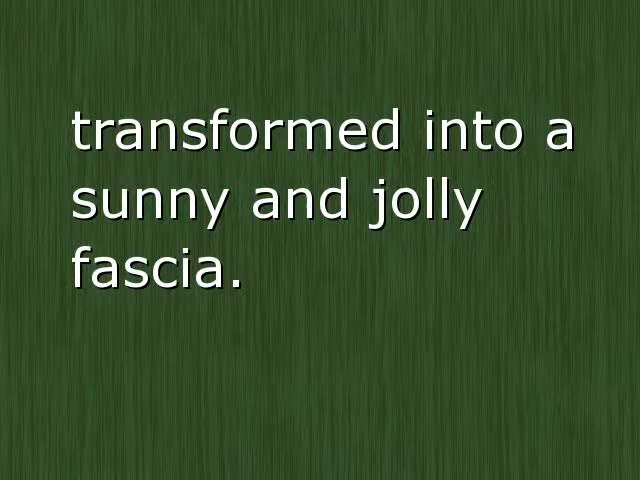 transformed into a
sunny and jolly
fascia.